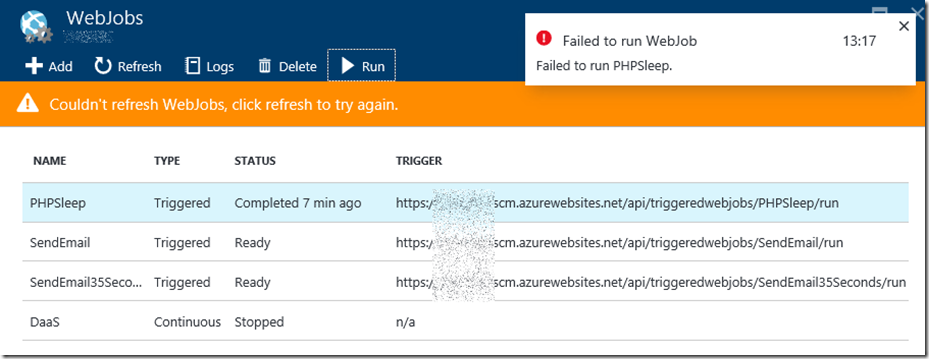 WebJobs
Failed to run WebJob 13:17
Failed to run PHPSleep.
Add Refresh Logs Delete Run
Couldn't refresh WebJobs, click refresh to try again.
NAME TYPE STATUS TRIGGER
PHPSleep Triggered Completed 7 min ago https:/ scm.azurewebsites.net/api/triggeredwebjobs/PHPSleep/run
SendEmail Triggered Ready https:/ scm.azurewebsites.net/api/triggeredwebjobs/SendEmail/run
SendEmail35Seco... Triggered Ready https:/ scm.azurewebsites.net/api/triggeredwebjobs/SendEmail35Seconds/run
DaaS Continuous Stopped n/a